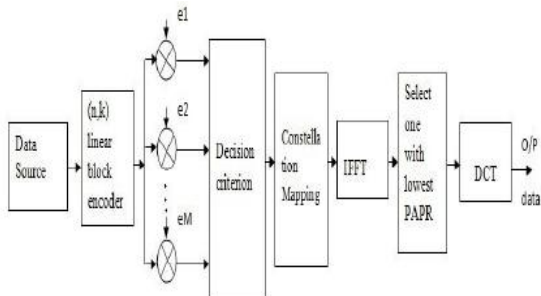 Data
Source
(n,k)
linear
block
encoder
e1
e2
eM
Decision
criterion
Constella
tion
Mapping
IFFT
Select
one
with
lowest
PAPR
DCT
O/P
data